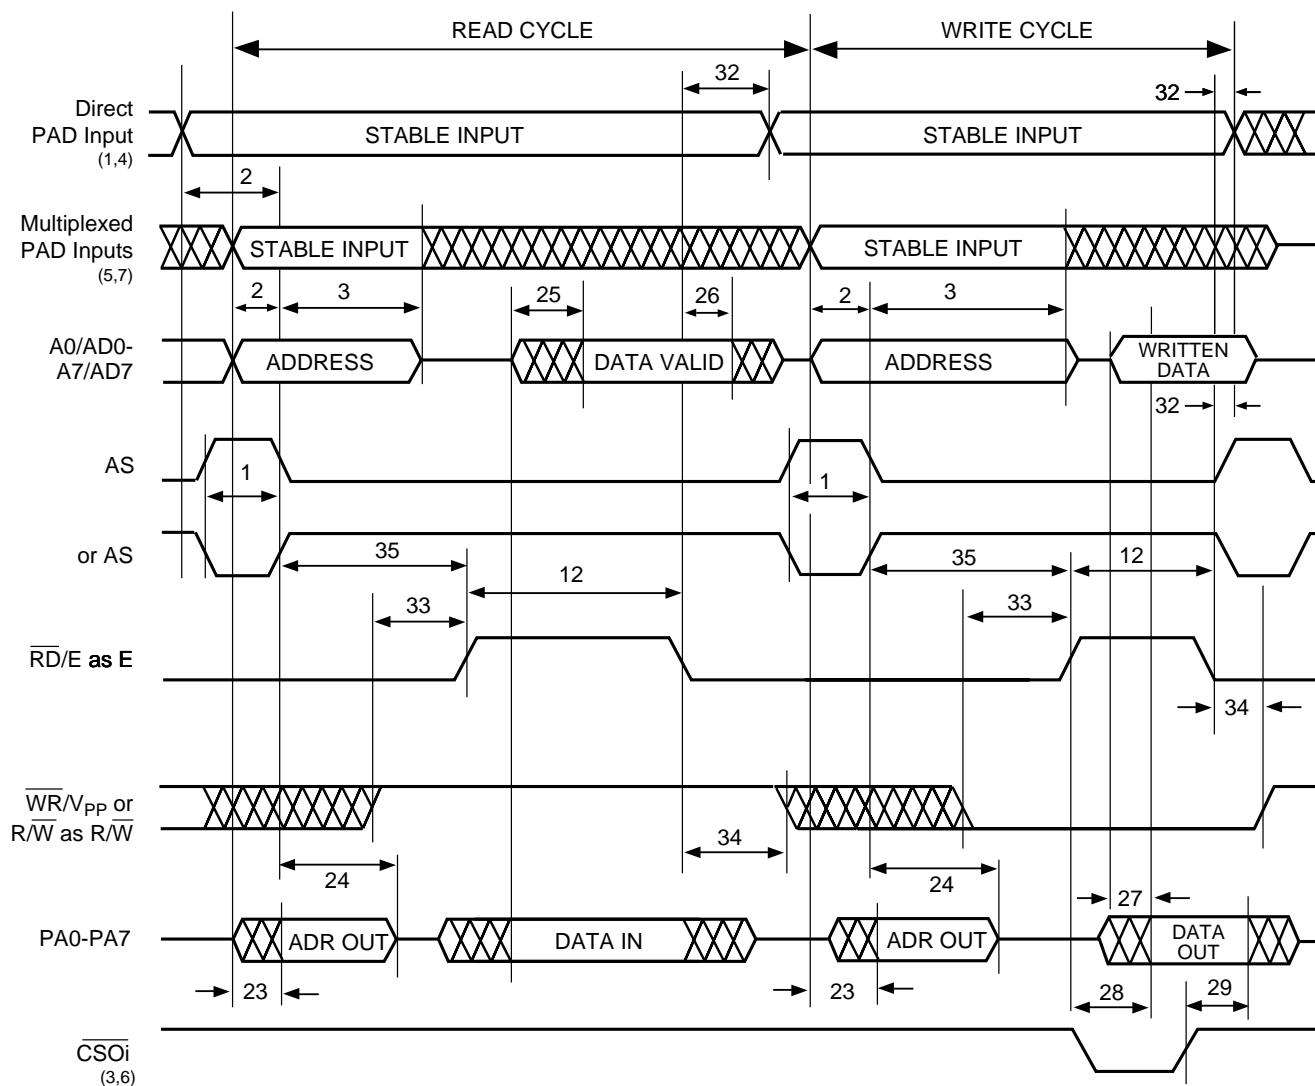 READ CYCLE WRITE CYCLE
32 32
Direct
PAD Input
(1,4)
STABLE INPUT STABLE INPUT
2
Multiplexed
PAD Inputs
(5,7)
STABLE INPUT STABLE INPUT
2 3 25 26 2 3
A0/AD0-
A7/AD7
ADDRESS DATA VALID ADDRESS WRITTEN
DATA
32
AS
1 1
or AS
35 12 35 12
33 33
R̅D̅/E as E
34
W̅R̅/VPP or
R/W̅ as R/W̅
34
24 24
27
PA0-PA7 ADR OUT DATA IN ADR OUT DATA
OUT
23 23 28 29
C̅S̅O̅i̅
(3,6)